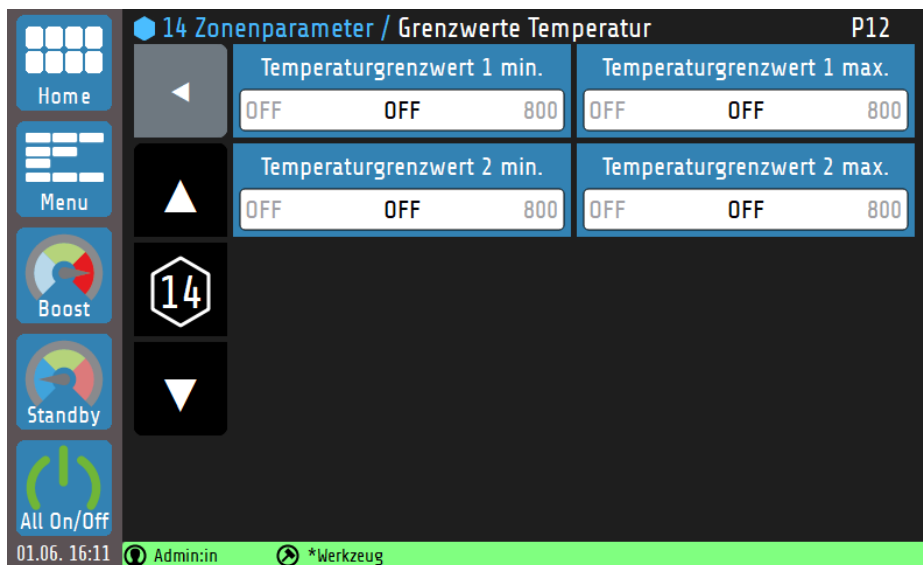 14 Zonenparameter / Grenzwerte Temperatur P12
Home
Temperaturgrenzwert 1 min. Temperaturgrenzwert 1 max.
OFF OFF 800 OFF OFF 800
Menu
Temperaturgrenzwert 2 min. Temperaturgrenzwert 2 max.
OFF OFF 800 OFF OFF 800
Boost
14
Standby
All On/Off
01.06. 16:11 Admin:in *Werkzeug